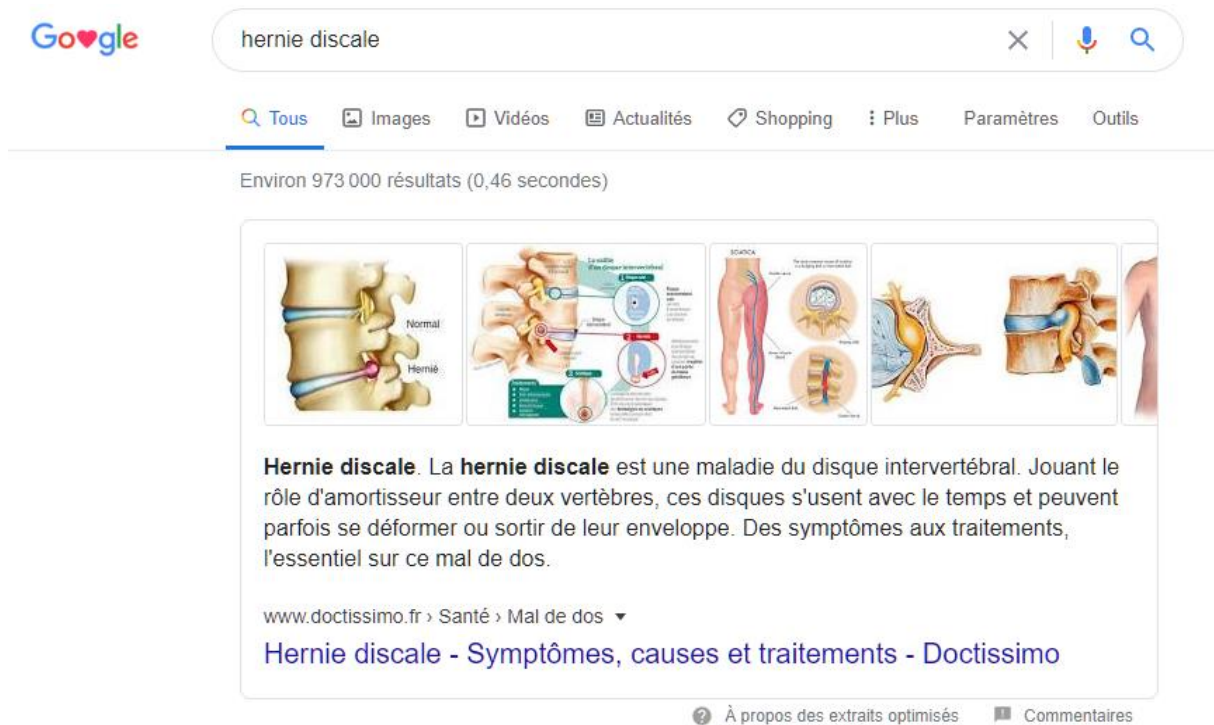 Google
hernie discale
Tous Images Vidéos Actualités Shopping Plus Paramètres Outils
Environ 973 000 résultats (0,46 secondes)
Normal
Hernie
La maladie
SCIATICA
Hernie discale. La hernie discale est une maladie du disque intervertébral. Jouant le
rôle d'amortisseur entre deux vertèbres, ces disques s'usent avec le temps et peuvent
parfois se déformer ou sortir de leur enveloppe. Des symptômes aux traitements,
l'essentiel sur ce mal de dos.
www.doctissimo.fr › Santé › Mal de dos
Hernie discale - Symptômes, causes et traitements - Doctissimo
À propos des extraits optimisés Commentaires